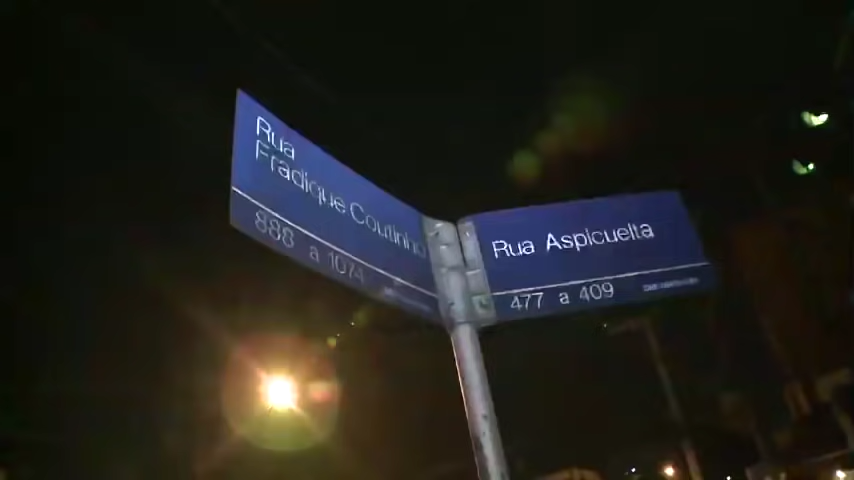 Rua
Fradique Coutinho
888 a 1074
Rua Aspicuelta
477 a 409